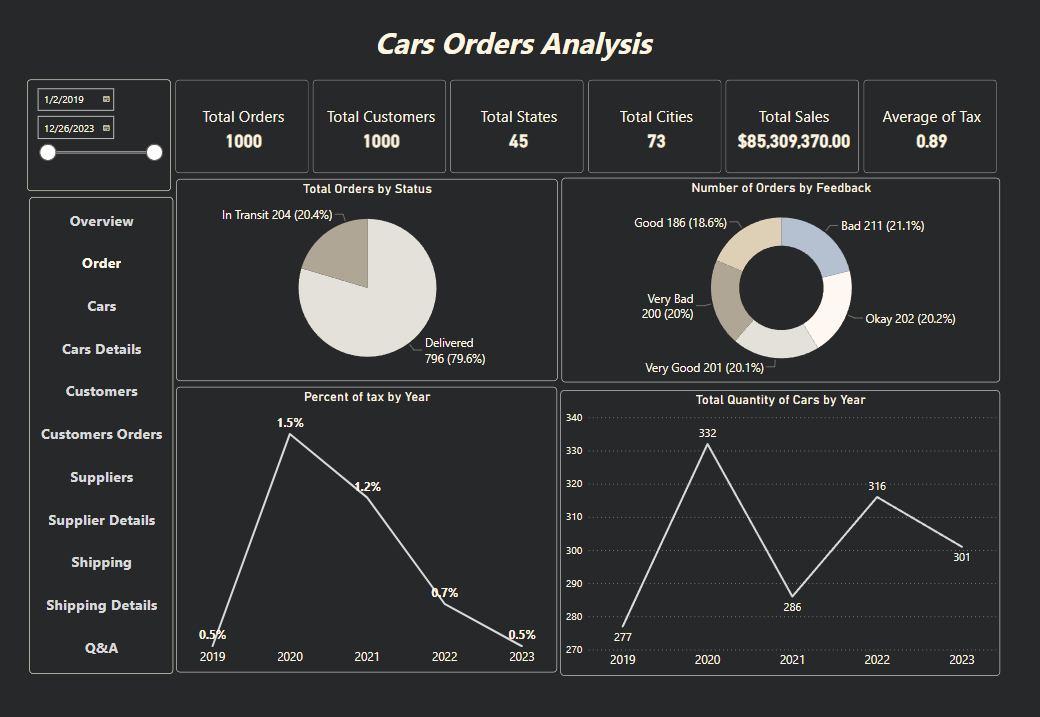 Cars Orders Analysis
1/2/2019
12/26/2023
Total Orders
1000
Total Customers
1000
Total States
45
Total Cities
73
Total Sales
$85,309,370.00
Average of Tax
0.89
Overview
Order
Cars
Cars Details
Customers
Customers Orders
Suppliers
Supplier Details
Shipping
Shipping Details
Q&A
Total Orders by Status
In Transit 204 (20.4%)
Delivered
796 (79.6%)
Number of Orders by Feedback
Good 186 (18.6%)
Bad 211 (21.1%)
Very Bad
200 (20%)
Okay 202 (20.2%)
Very Good 201 (20.1%)
Percent of tax by Year
1.5%
1.2%
0.7%
0.5%
0.5%
2019 2020 2021 2022 2023
Total Quantity of Cars by Year
340
330
320
310
300
290
280
270
332
316
301
286
277
2019 2020 2021 2022 2023